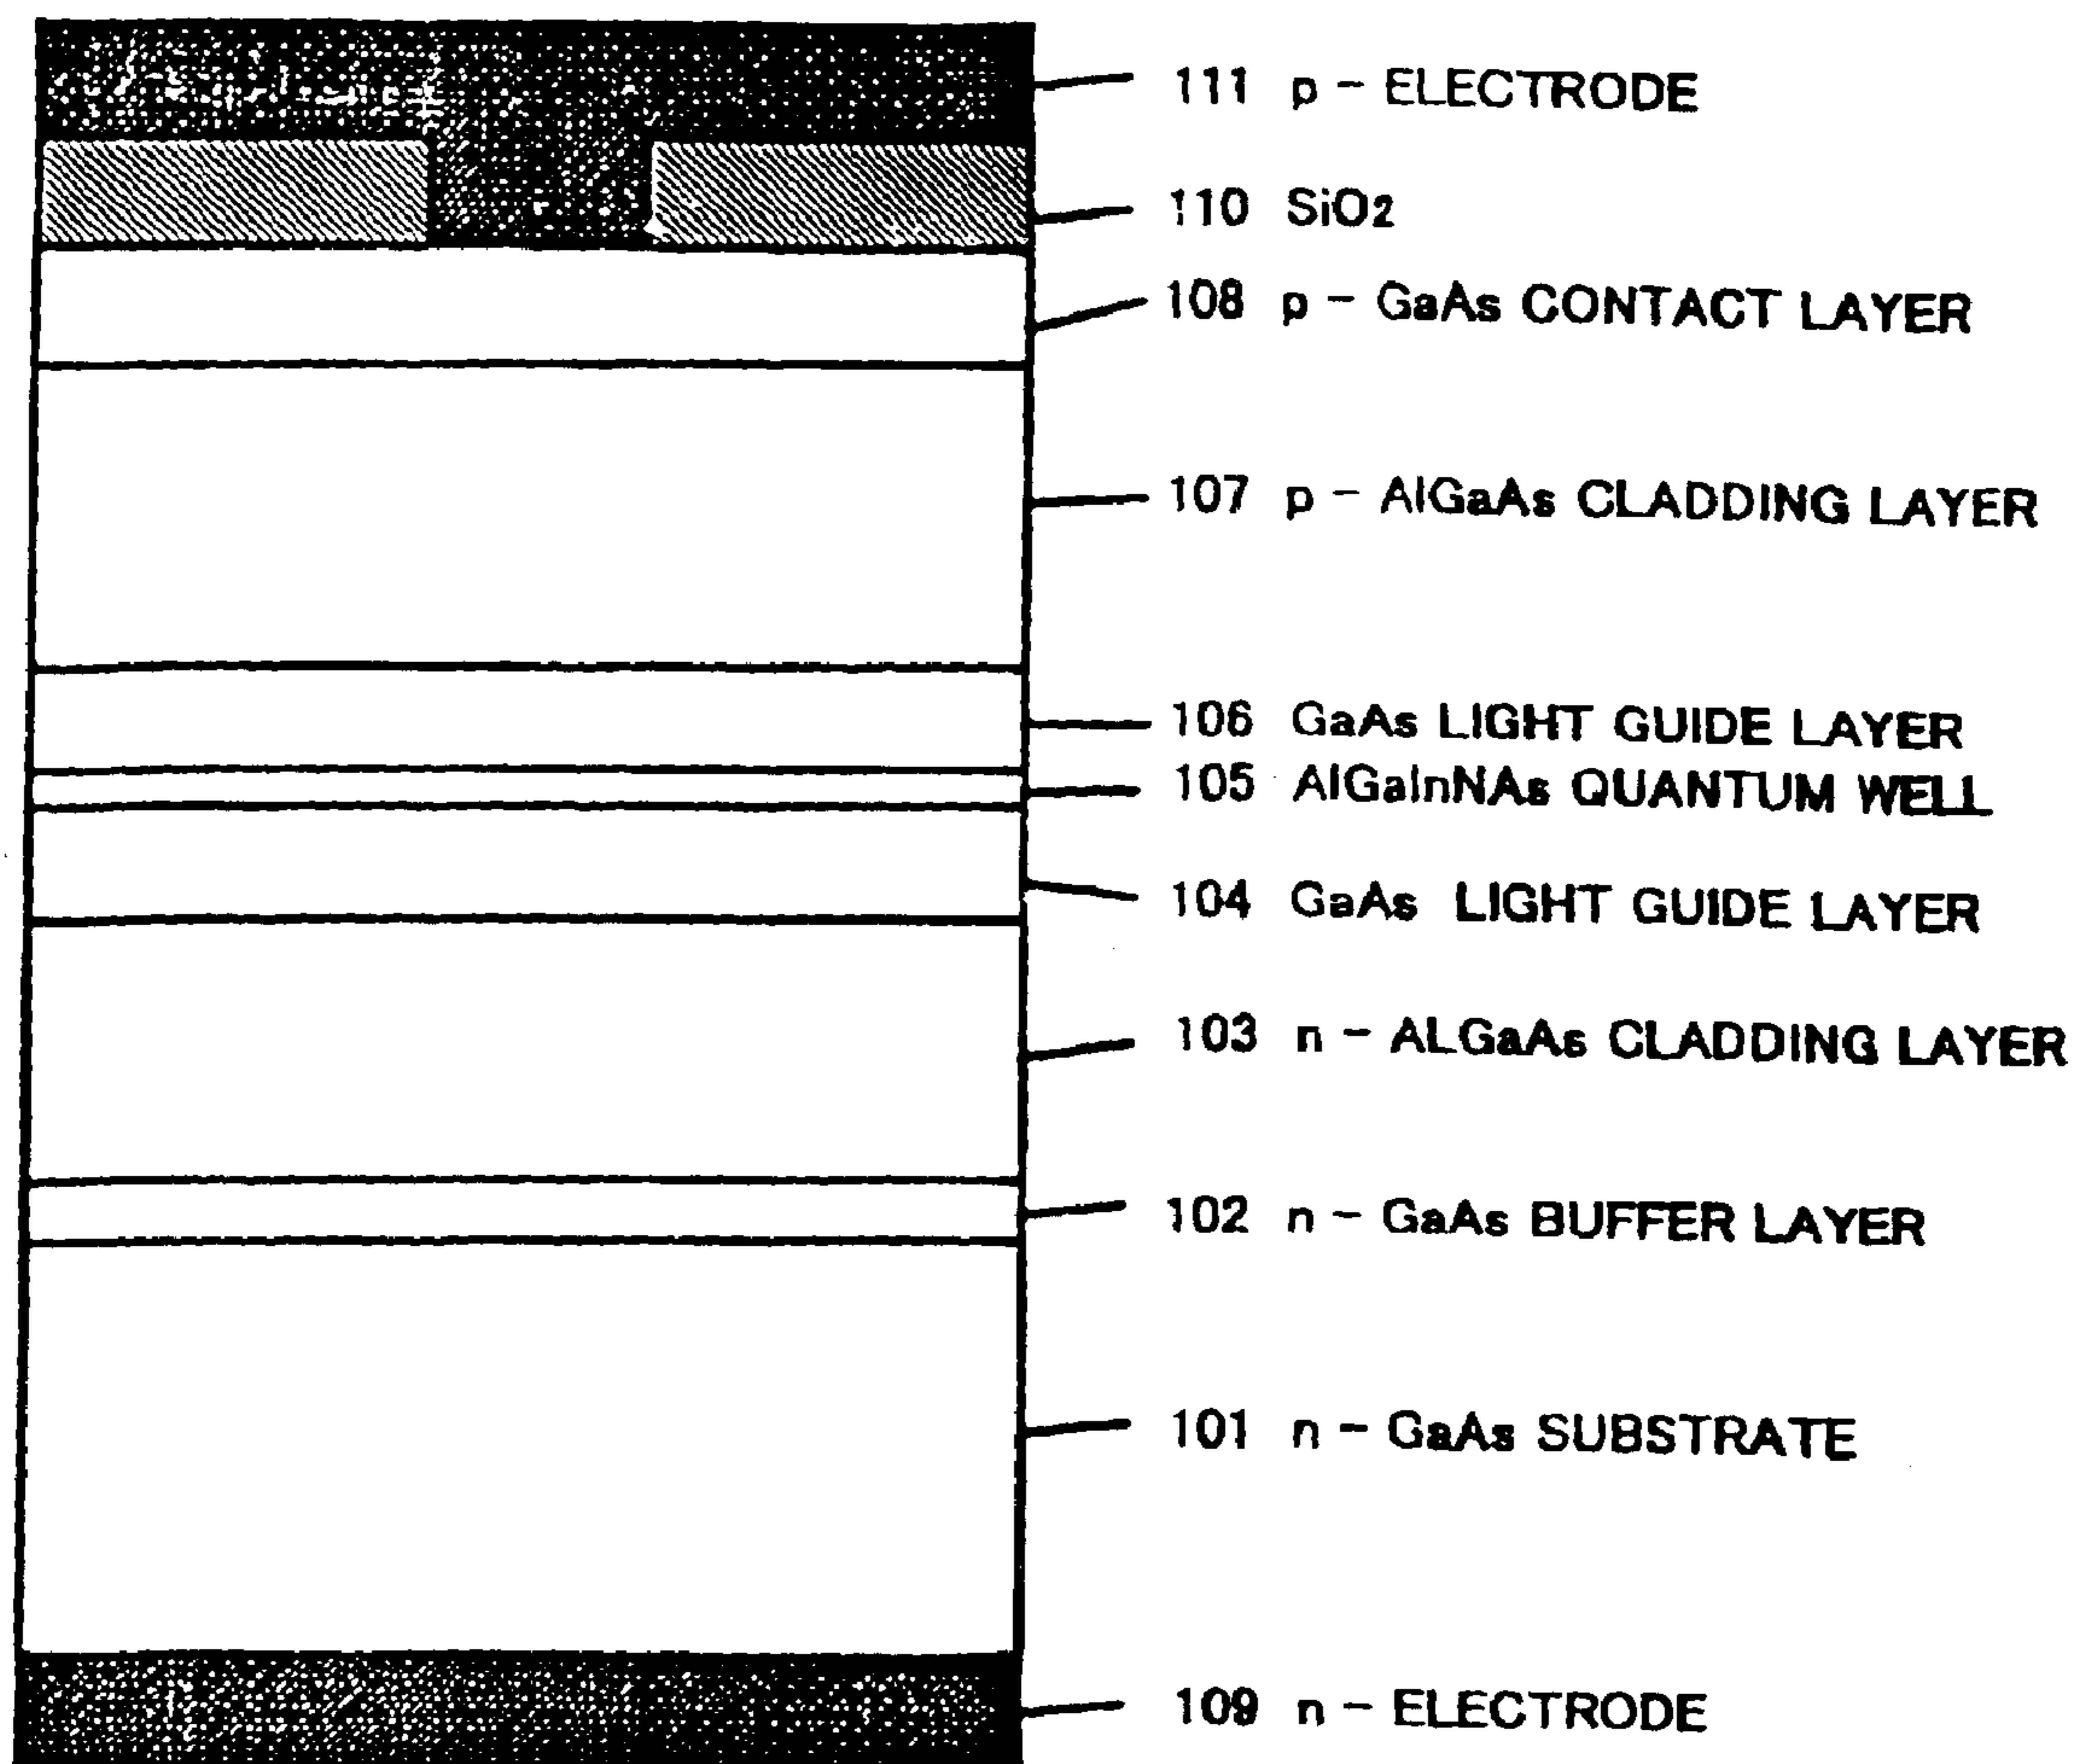 111 p - ELECTRODE
110 SiO2
108 p - GaAs CONTACT LAYER
107 p - AlGaAs CLADDING LAYER
106 GaAs LIGHT GUIDE LAYER
105 AlGaInNAs QUANTUM WELL
104 GaAs LIGHT GUIDE LAYER
103 n - ALGaAs CLADDING LAYER
102 n - GaAs BUFFER LAYER
101 n - GaAs SUBSTRATE
109 n - ELECTRODE